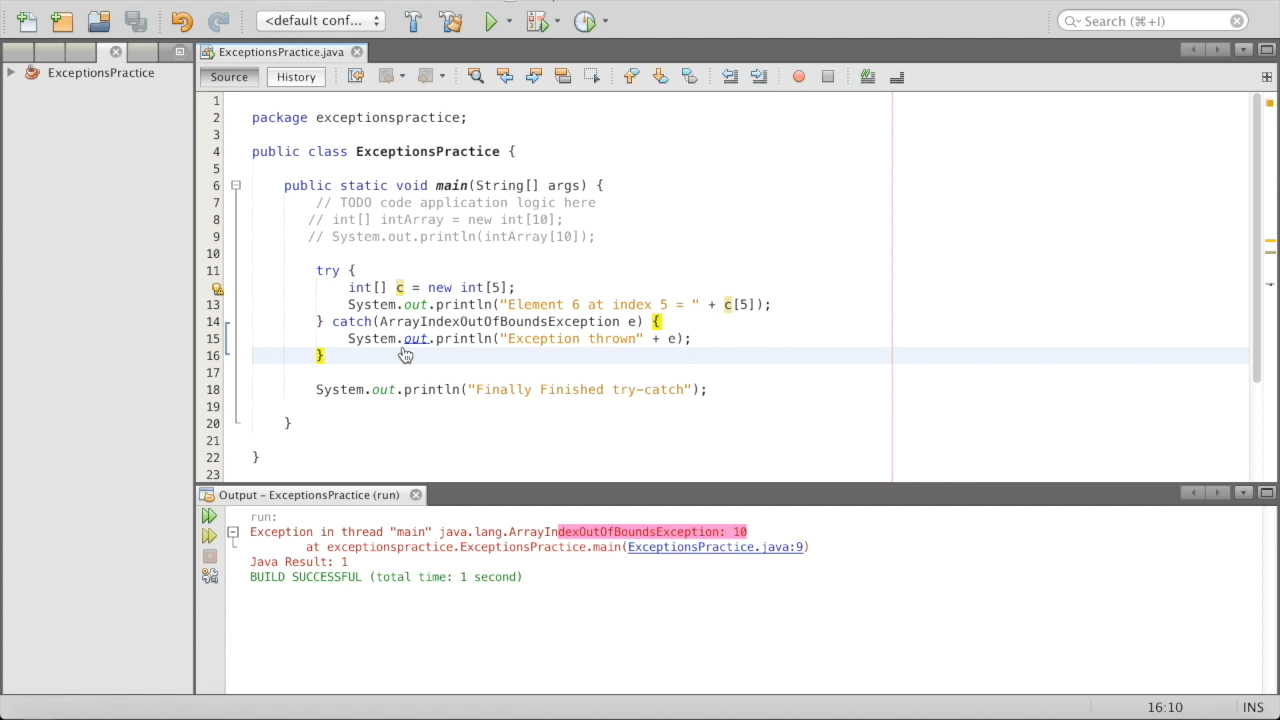 <default conf...
Search (⌘+I)
ExceptionsPractice.java
ExceptionsPractice
Source
History
1
2 package exceptionspractice;
3
4 public class ExceptionsPractice {
5
6 public static void main(String[] args) {
7 // TODO code application logic here
8 // int[] intArray = new int[10];
9 // System.out.println(intArray[10]);
10
11 try {
int[] c = new int[5];
13 System.out.println("Element 6 at index 5 = " + c[5]);
14 } catch(ArrayIndexOutOfBoundsException e) {
15 System.out.println("Exception thrown" + e);
16 }
17
18 System.out.println("Finally Finished try-catch");
19
20 }
21
22 }
23
Output – ExceptionsPractice (run)
run:
Exception in thread "main" java.lang.ArrayIndexOutOfBoundsException: 10
at exceptionspractice.ExceptionsPractice.main(ExceptionsPractice.java:9)
Java Result: 1
BUILD SUCCESSFUL (total time: 1 second)
16:10
INS